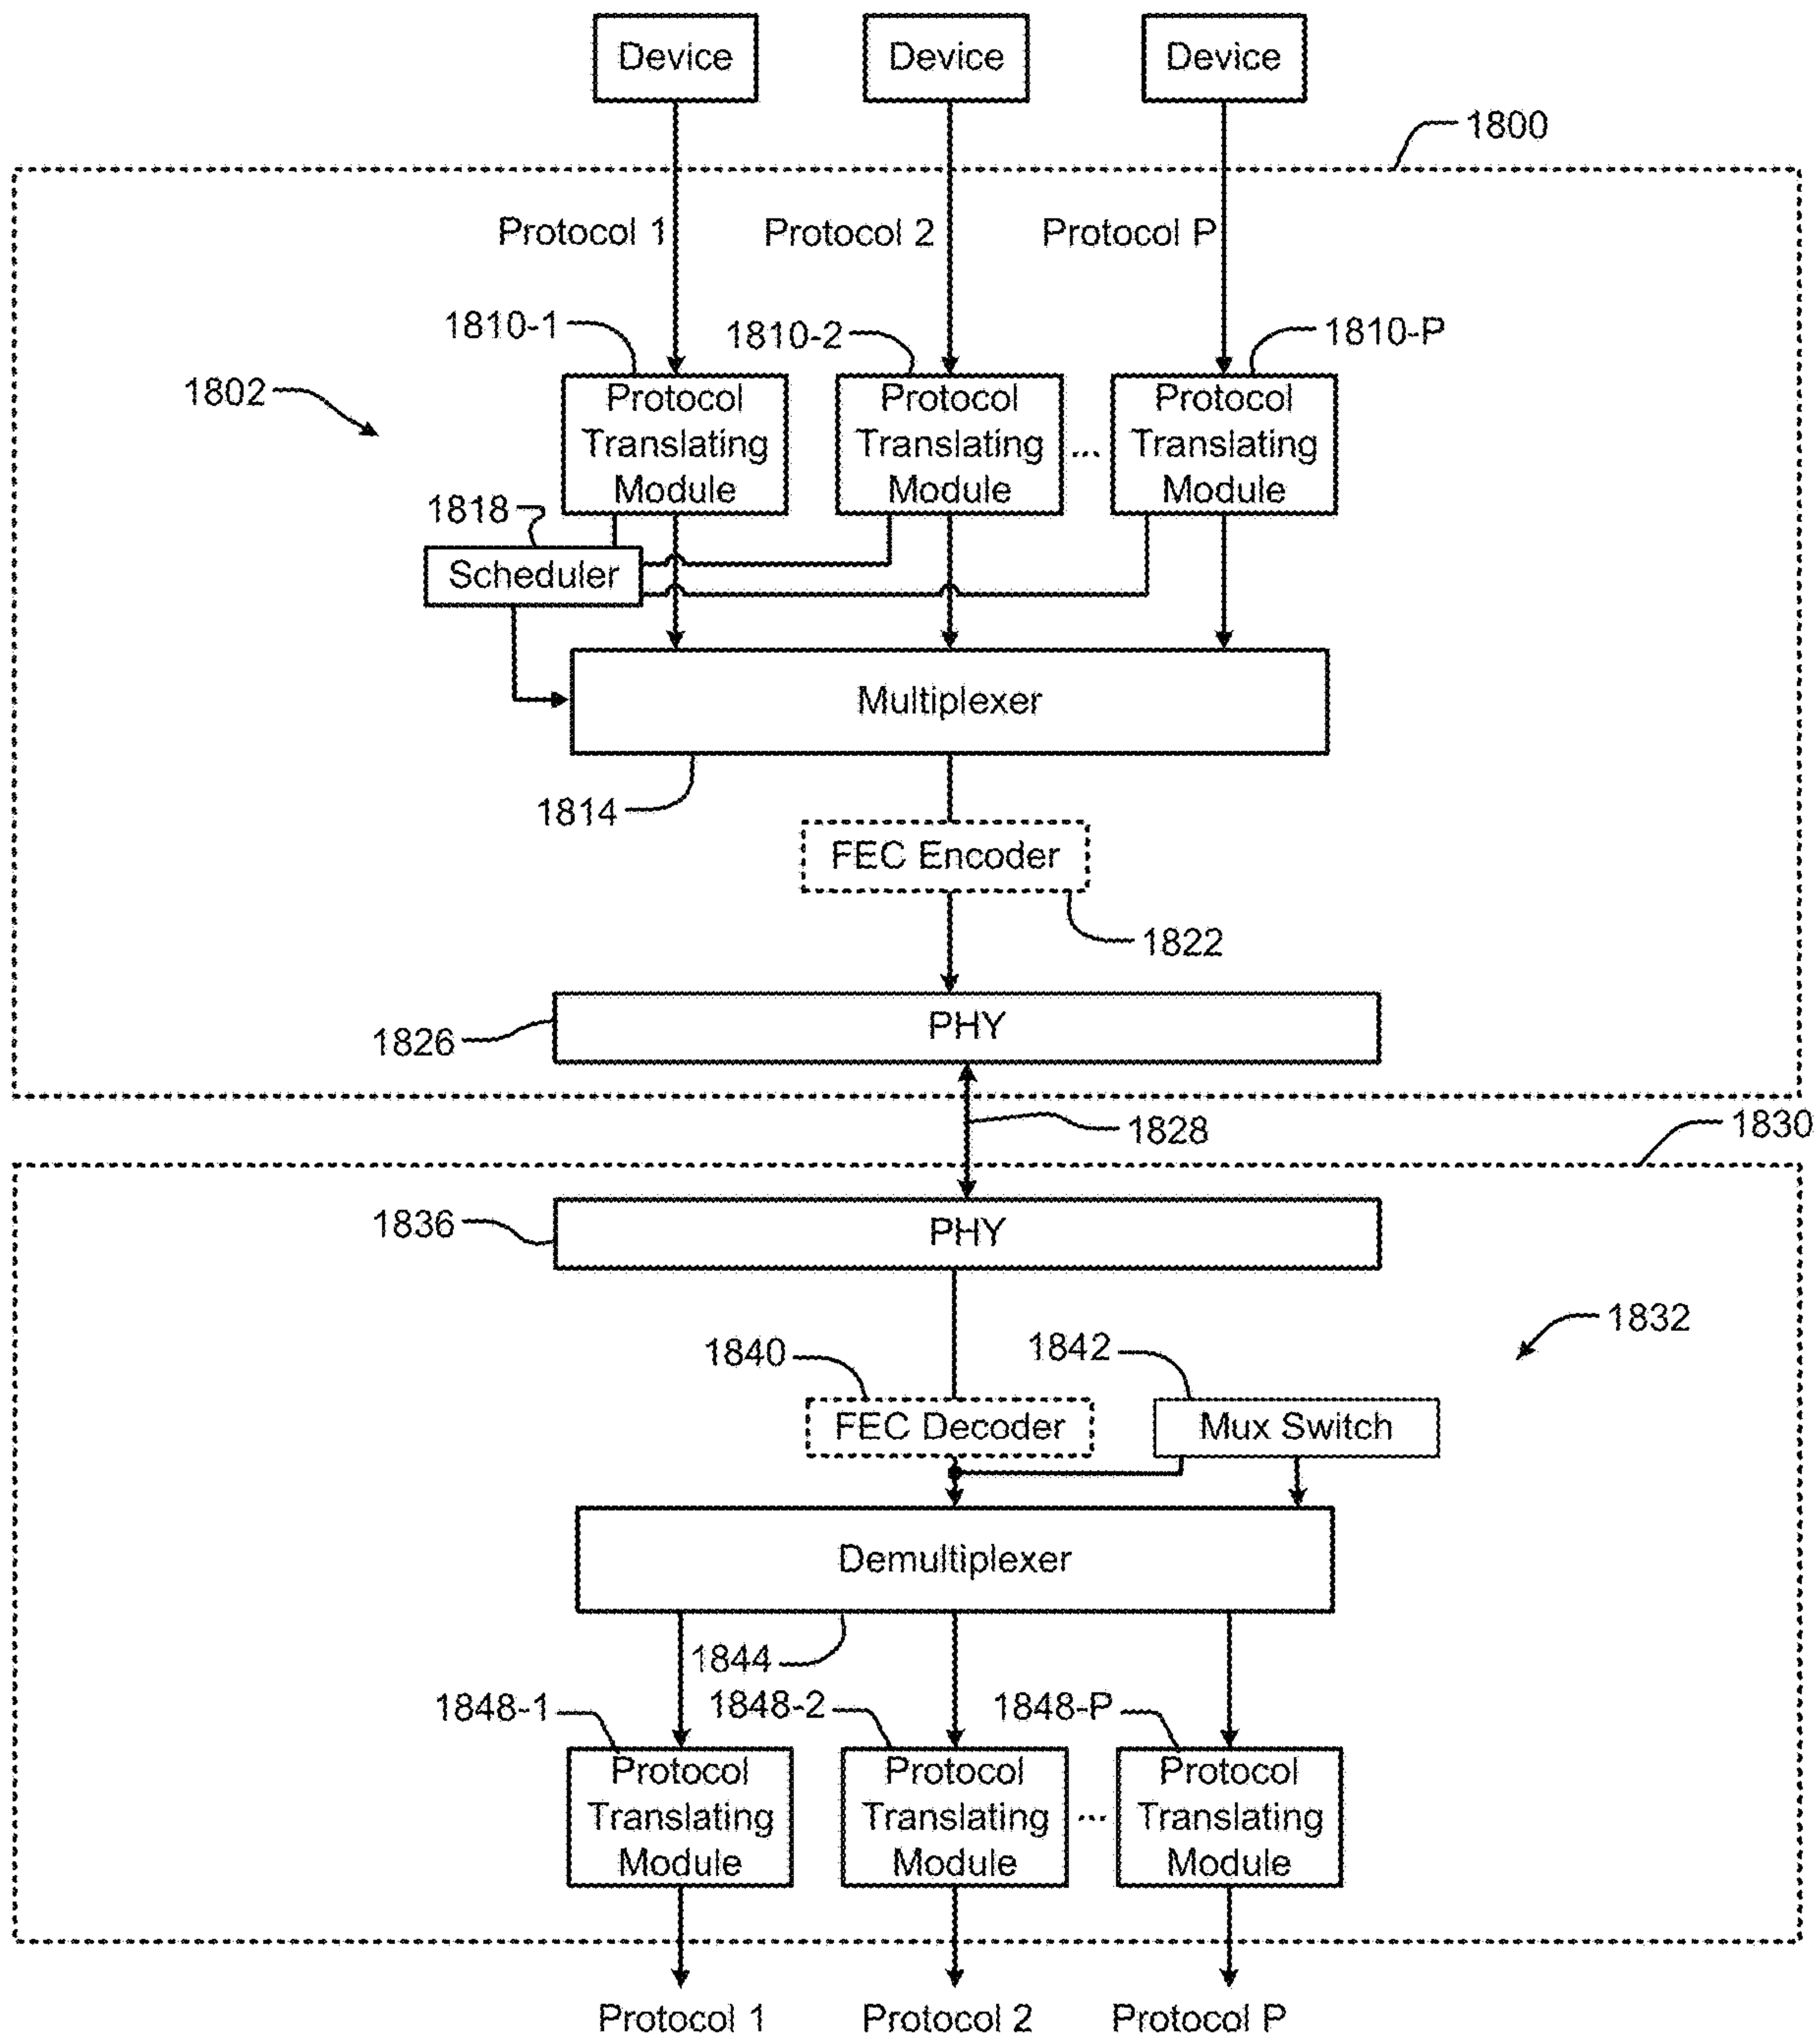 Device
Device
Device
1800
Protocol 1
Protocol 2
Protocol P
1810-1
1810-2
1810-P
1802
Protocol
Translating
Module
Protocol
Translating
Module
...
Protocol
Translating
Module
1818
Scheduler
Multiplexer
1814
FEC Encoder
1822
PHY
1826
1828
1830
1836
PHY
1832
1840
1842
FEC Decoder
Mux Switch
Demultiplexer
1844
1848-1
1848-2
1848-P
Protocol
Translating
Module
Protocol
Translating
Module
...
Protocol
Translating
Module
Protocol 1
Protocol 2
Protocol P